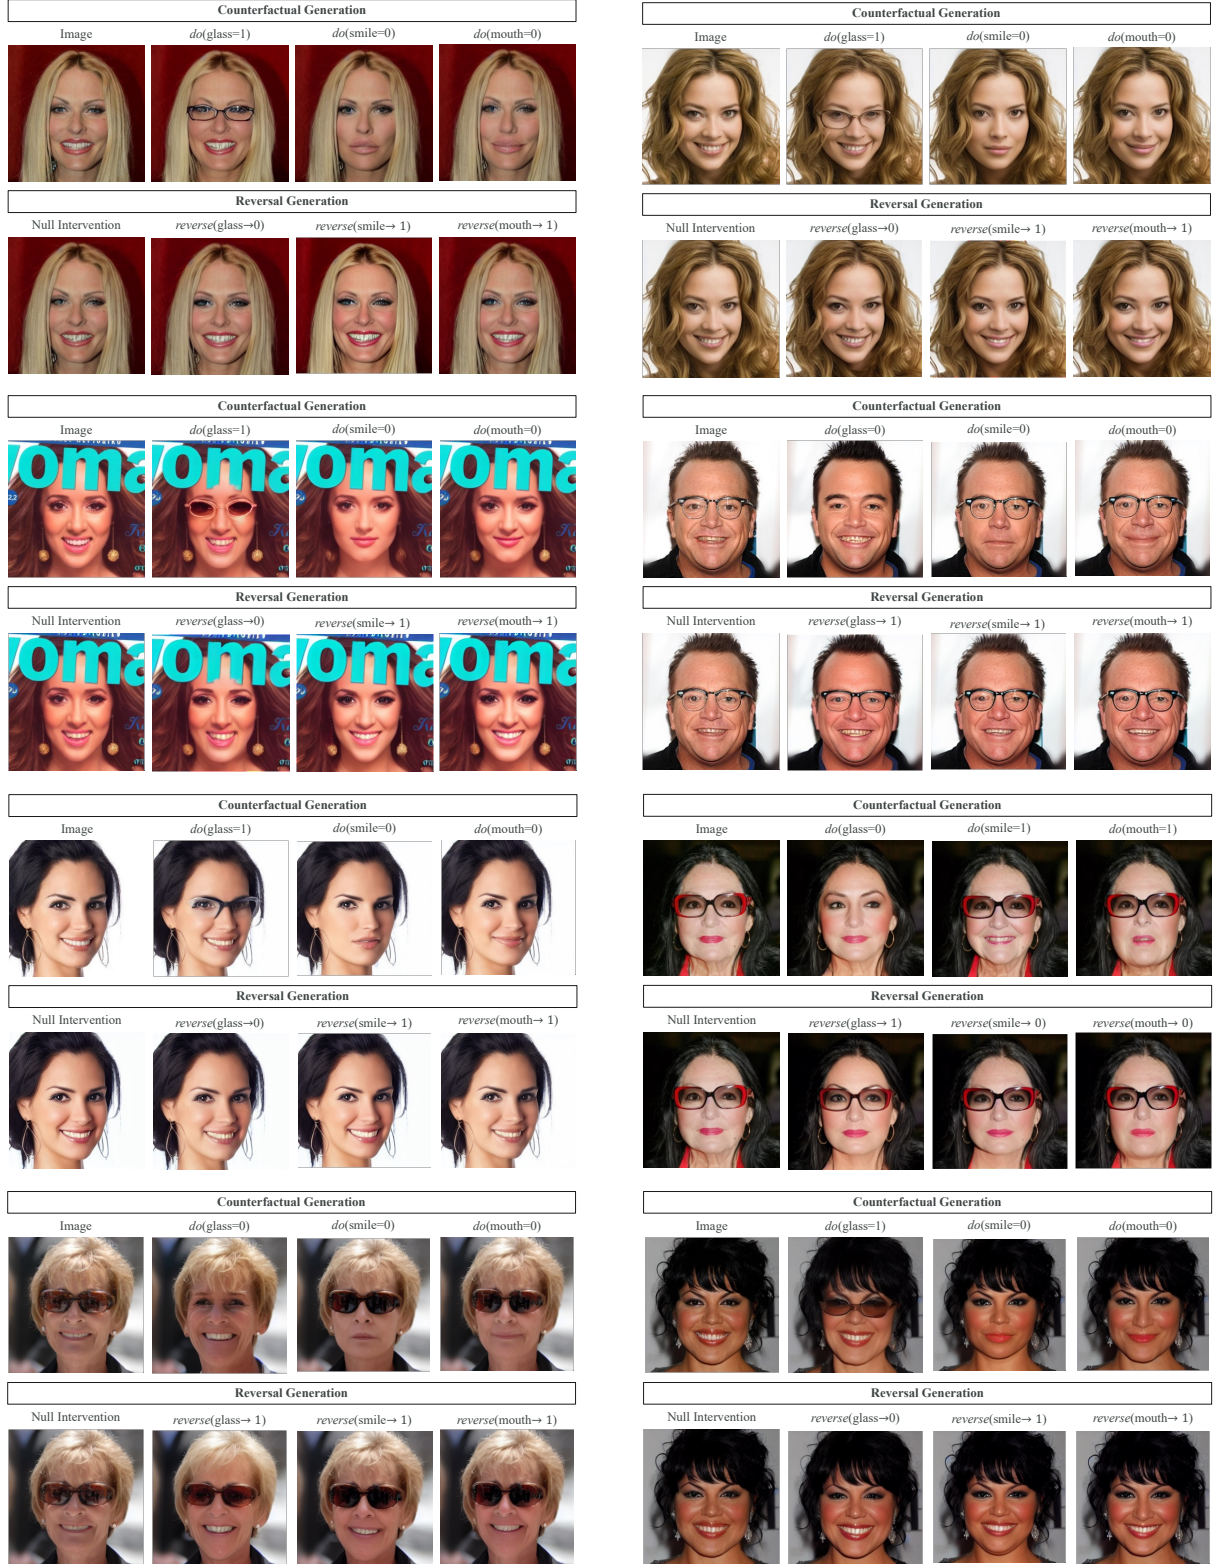 Counterfactual Generation
Image do(glass=1) do(smile=0) do(mouth=0)
Reversal Generation
Null Intervention reverse(glass→0) reverse(smile→ 1) reverse(mouth→ 1)
Counterfactual Generation
Image do(glass=1) do(smile=0) do(mouth=0)
Reversal Generation
Null Intervention reverse(glass→0) reverse(smile→ 1) reverse(mouth→ 1)
Counterfactual Generation
Image do(glass=1) do(smile=0) do(mouth=0)
oma oma oma oma
Reversal Generation
Null Intervention reverse(glass→0) reverse(smile→ 1) reverse(mouth→ 1)
oma oma oma oma
Counterfactual Generation
Image do(glass=0) do(smile=0) do(mouth=0)
Reversal Generation
Null Intervention reverse(glass→ 1) reverse(smile→ 1) reverse(mouth→ 1)
Counterfactual Generation
Image do(glass=1) do(smile=0) do(mouth=0)
Reversal Generation
Null Intervention reverse(glass→0) reverse(smile→ 1) reverse(mouth→ 1)
Counterfactual Generation
Image do(glass=0) do(smile=1) do(mouth=1)
Reversal Generation
Null Intervention reverse(glass→ 1) reverse(smile→ 0) reverse(mouth→ 0)
Counterfactual Generation
Image do(glass=0) do(smile=0) do(mouth=0)
Reversal Generation
Null Intervention reverse(glass→ 1) reverse(smile→ 1) reverse(mouth→ 1)
Counterfactual Generation
Image do(glass=1) do(smile=0) do(mouth=0)
Reversal Generation
Null Intervention reverse(glass→0) reverse(smile→ 1) reverse(mouth→ 1)